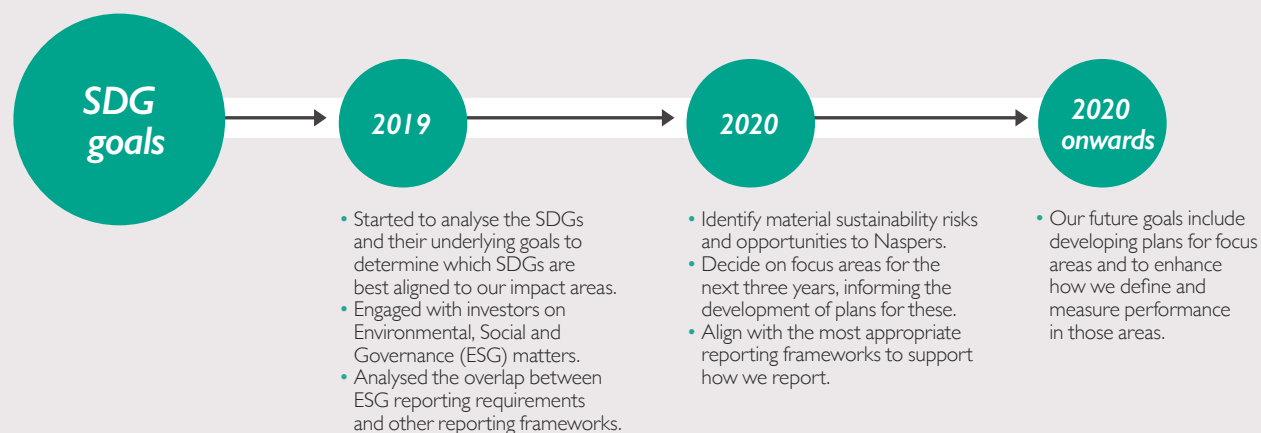 SDG
goals
2019
• Started to analyse the SDGs
and their underlying goals to
determine which SDGs are
best aligned to our impact areas.
• Engaged with investors on
Environmental, Social and
Governance (ESG) matters.
• Analysed the overlap between
ESG reporting requirements
and other reporting frameworks.
2020
• Identify material sustainability risks
and opportunities to Naspers.
• Decide on focus areas for the
next three years, informing the
development of plans for these.
• Align with the most appropriate
reporting frameworks to support
how we report.
2020
onwards
• Our future goals include
developing plans for focus
areas and to enhance
how we define and
measure performance
in those areas.